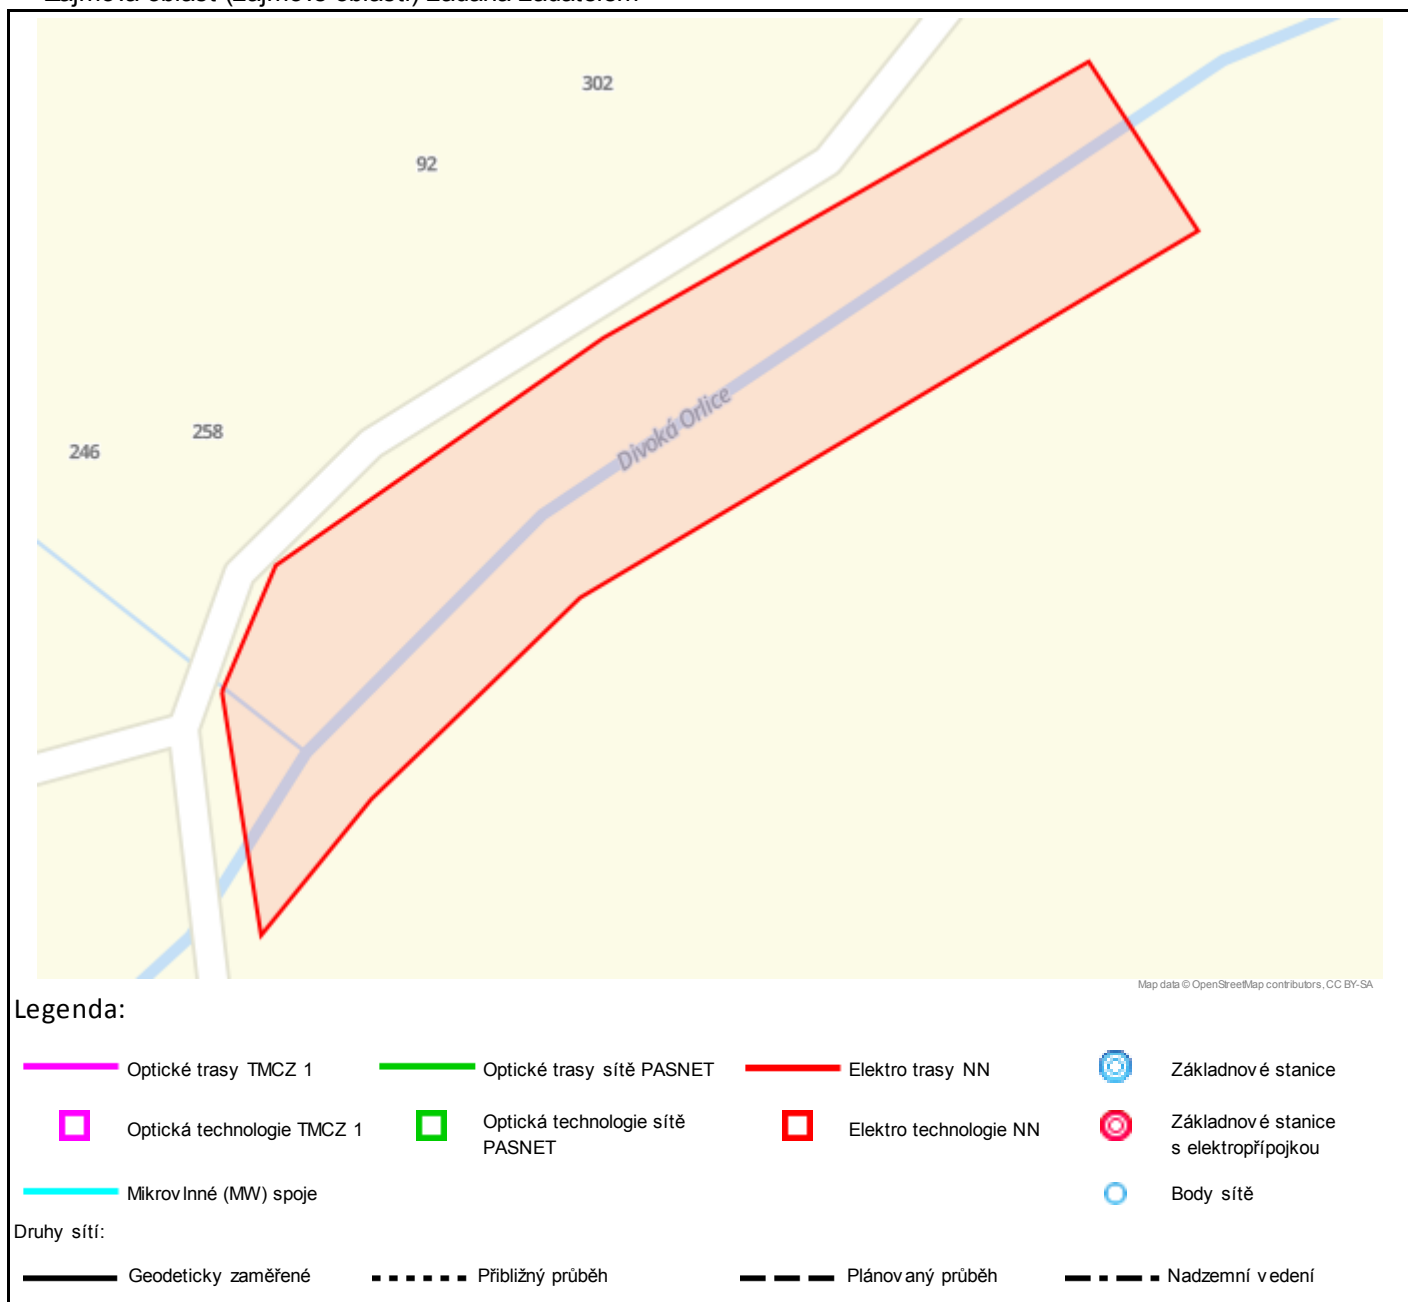 302
92
258
246
Divoká Orlice
Map data © OpenStreetMap contributors, CC BY-SA
Legenda:
Optické trasy TMCZ 1
Optické trasy sítě PASNET
Elektro trasy NN
Základnové stanice
Optická technologie TMCZ 1
Optická technologie sítě
PASNET
Elektro technologie NN
Základnové stanice
s elektropřípojkou
Mikrovlnné (MW) spoje
Body sítě
Druhy sítí:
Geodeticky zaměřené
Přibližný průběh
Plánovaný průběh
Nadzemní vedení